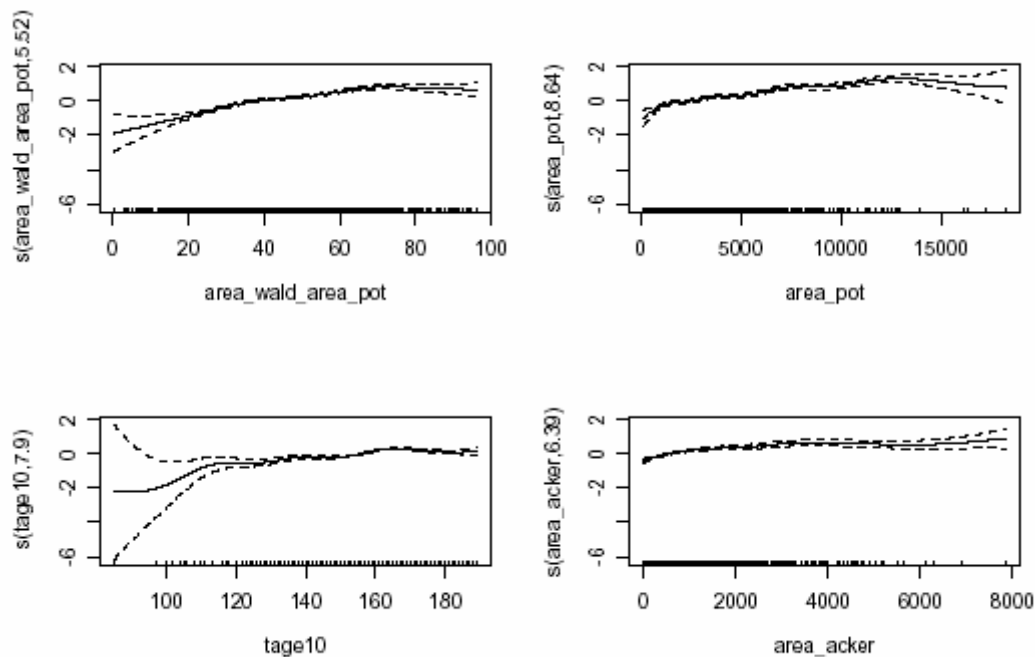 s(area_wald_area_pot,5.52)
2
0
-2
-6
0 20 40 60 80 100
area_wald_area_pot
s(area_pot,8.64)
2
0
-2
-6
0 5000 10000 15000
area_pot
s(tage10,7.9)
2
0
-2
-6
100 120 140 160 180
tage10
s(area_acker,6.39)
2
0
-2
-6
0 2000 4000 6000 8000
area_acker